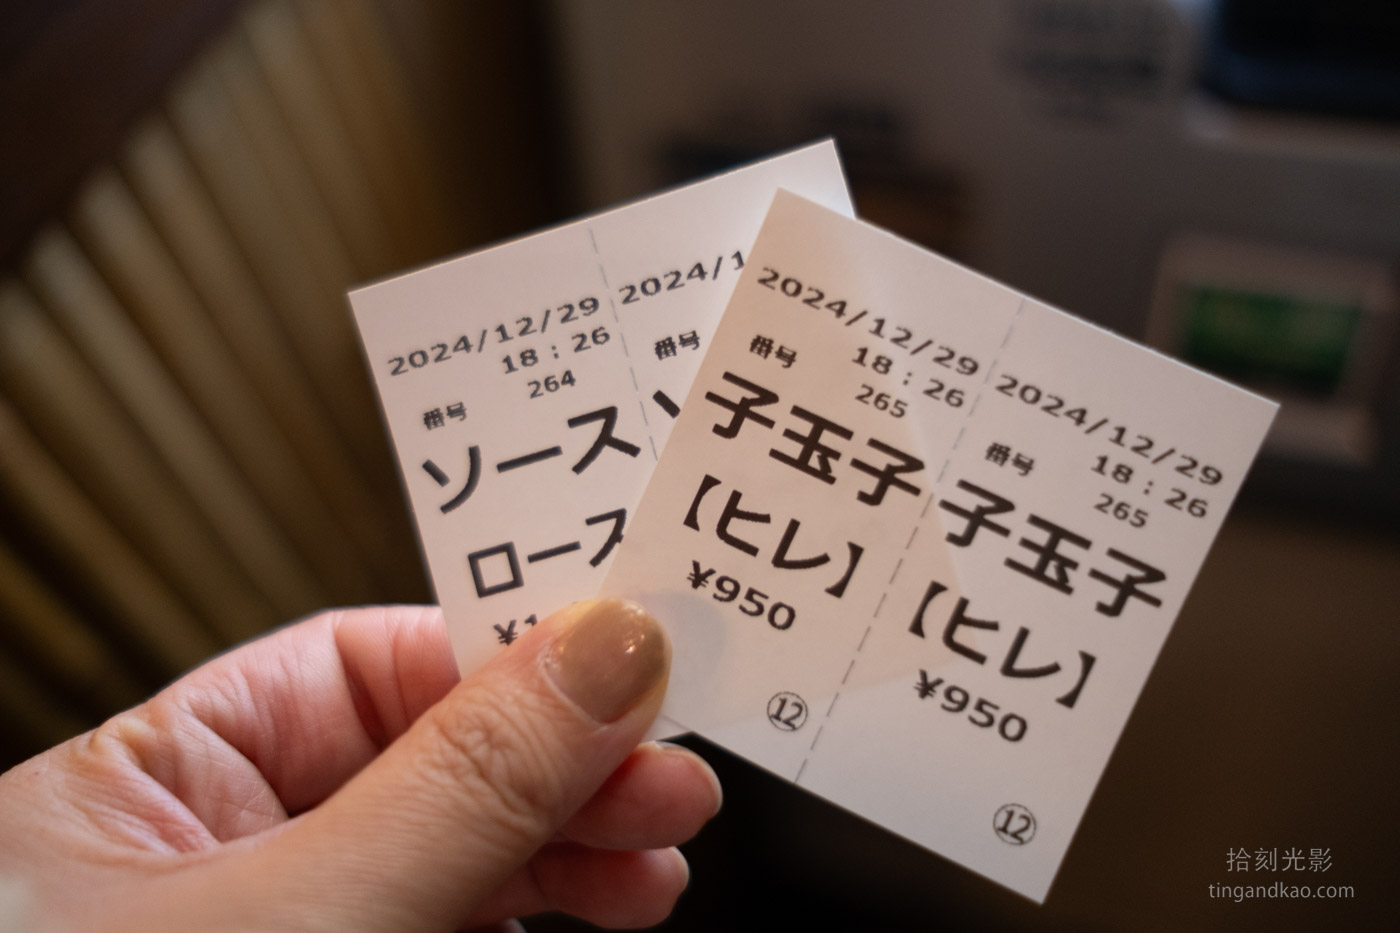 2024/12/29
18:26
番号 264
ソース
ロース
¥1
2024/1
番号
2024/12/29
18:26
番号 265
子玉子
【ヒレ】
¥950
⑫
2024/12/29
18:26
番号 265
子玉子
【ヒレ】
¥950
⑫
拾刻光影
tingandkao.com